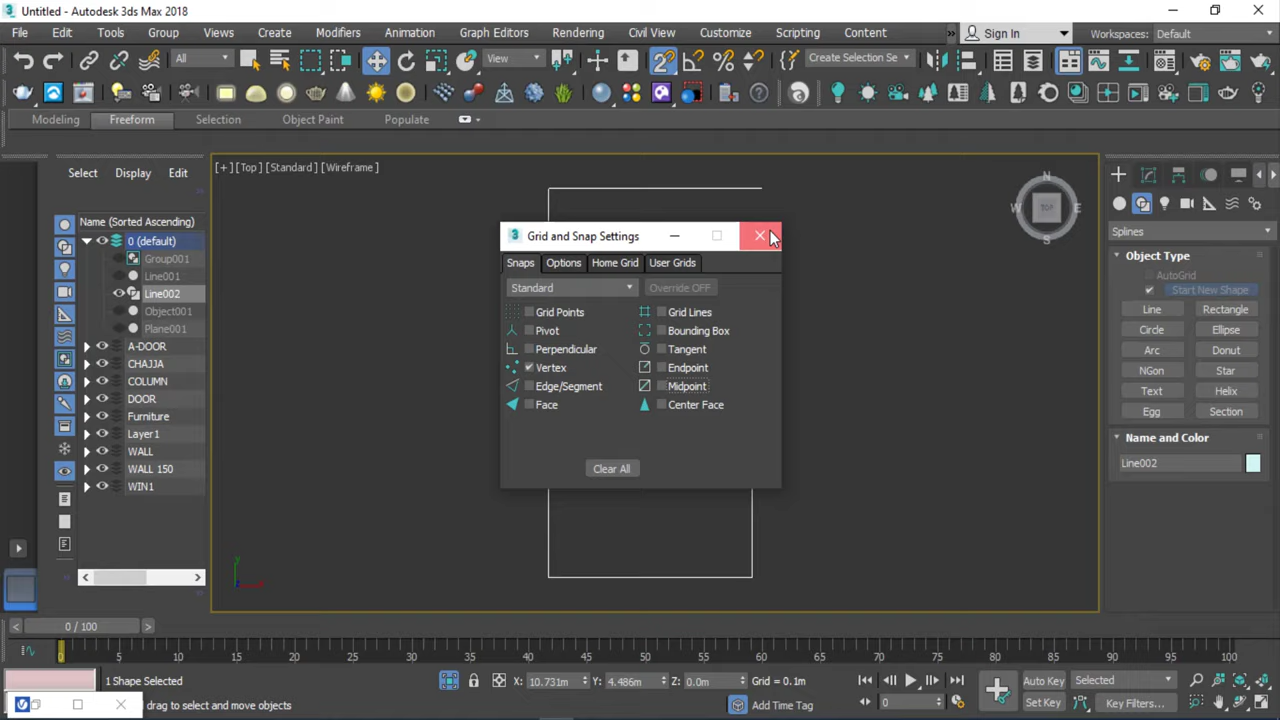 Untitled - Autodesk 3ds Max 2018
File Edit Tools Group Views Create Modifiers Animation Graph Editors Rendering Civil View Customize Scripting Content » Sign In Workspaces: Default
All View Create Selection Se
Modeling Freeform Selection Object Paint Populate
Select Display Edit
[+] [Top] [Standard] [Wireframe]
N
W TOP E
S
Name (Sorted Ascending)
0 (default)
Group001
Line001
Line002
Object001
Plane001
A-DOOR
CHAJJA
COLUMN
DOOR
Furniture
Layer1
WALL
WALL 150
WIN1
3 Grid and Snap Settings
Snaps Options Home Grid User Grids
Standard Override OFF
Grid Points Grid Lines
Pivot Bounding Box
Perpendicular Tangent
Vertex Endpoint
Edge/Segment Midpoint
Face Center Face
Clear All
y
x
Splines
Object Type
AutoGrid
Start New Shape
Line Rectangle
Circle Ellipse
Arc Donut
NGon Star
Text Helix
Egg Section
Name and Color
Line002
< 0 / 100 >
0 5 10 15 20 25 30 35 40 45 50 55 60 65 70 75 80 85 90 95 100
1 Shape Selected X: 10.731m Y: 4.486m Z: 0.0m Grid = 0.1m Auto Key Selected
drag to select and move objects Add Time Tag 0 Set Key Key Filters...